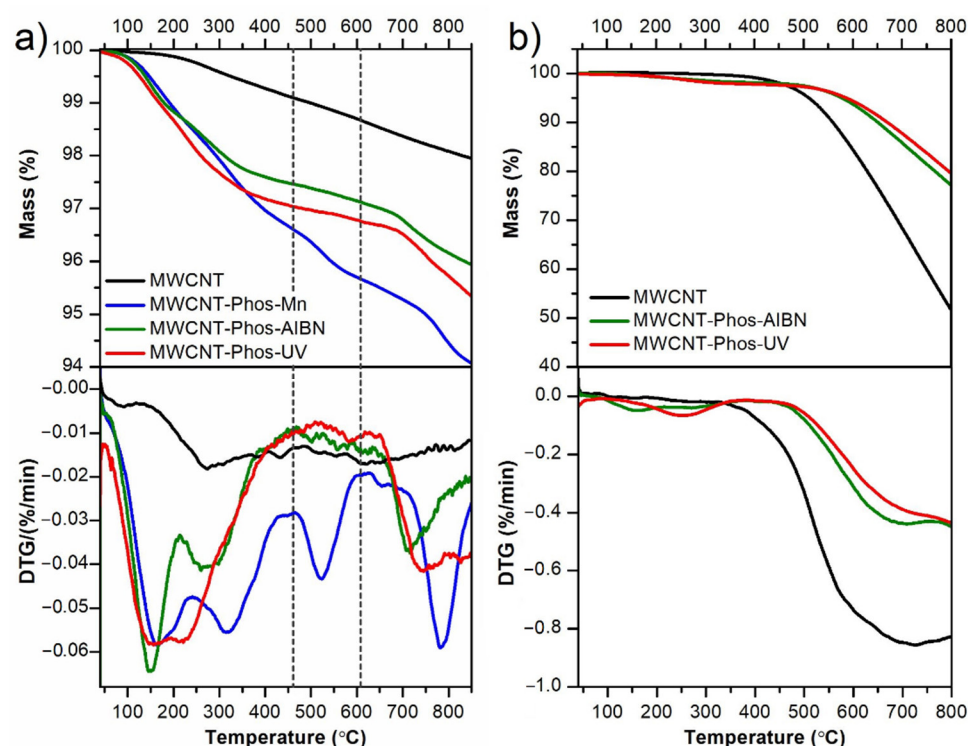 a)
100 200 300 400 500 600 700 800
Mass (%)
100
99
98
97
96
95
94
MWCNT
MWCNT-Phos-Mn
MWCNT-Phos-AIBN
MWCNT-Phos-UV
DTG/(%/min)
−0.00
−0.01
−0.02
−0.03
−0.04
−0.05
−0.06
100 200 300 400 500 600 700 800
Temperature (°C)
b)
100 200 300 400 500 600 700 800
Mass (%)
100
90
80
70
60
50
40
MWCNT
MWCNT-Phos-AIBN
MWCNT-Phos-UV
DTG (%/min)
0.0
−0.2
−0.4
−0.6
−0.8
−1.0
100 200 300 400 500 600 700 800
Temperature (°C)